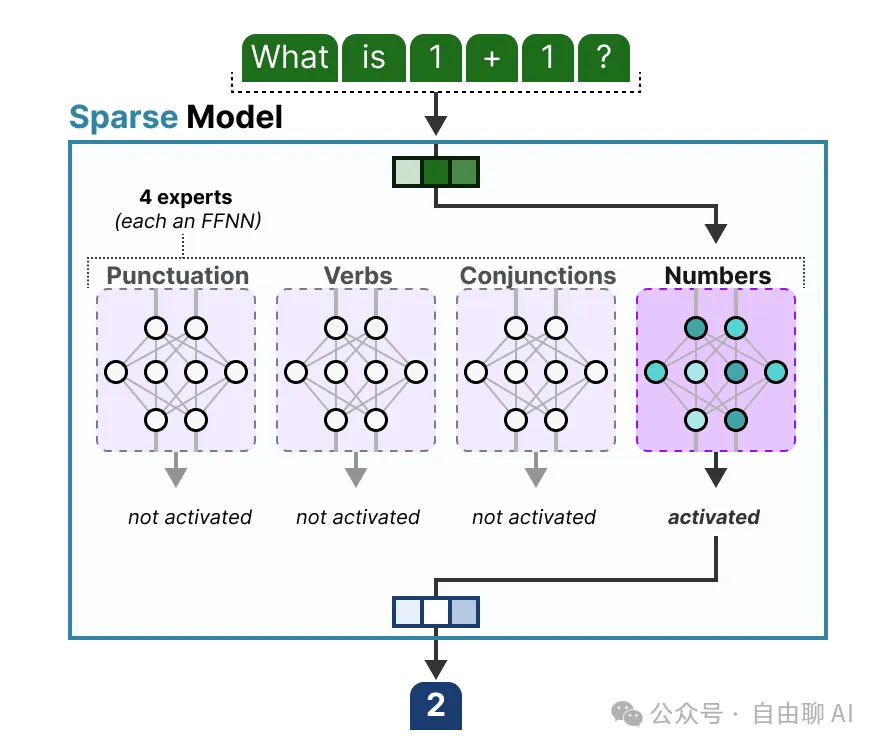 What is 1 + 1 ?
Sparse Model
4 experts
(each an FFNN)
Punctuation Verbs Conjunctions Numbers
not activated not activated not activated activated
2
公众号 · 自由聊 AI